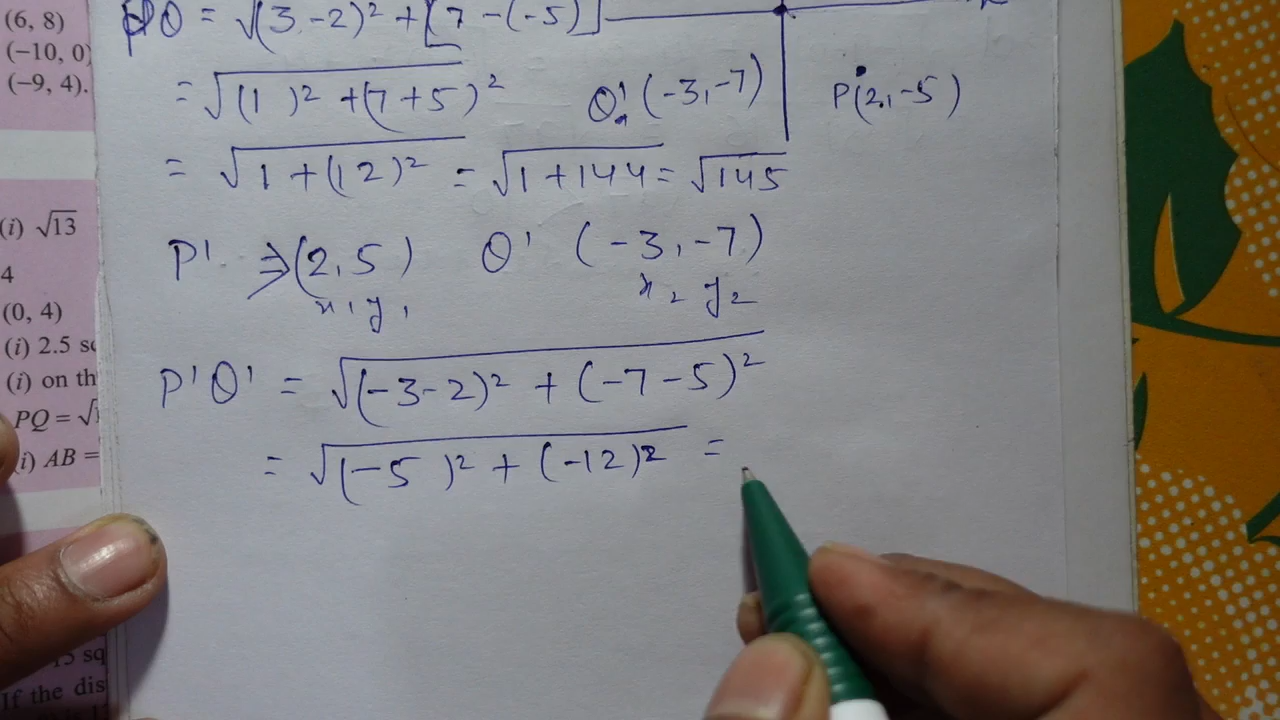 (6, 8)
(−10, 0)
(−9, 4).
(i) √13
4
(0, 4)
(i) 2.5 s
(i) on th
PQ = √
(i) AB =
15 sq
If the dis
PQ = √(3-2)² + [7-(-5)]
= √(1)² + (7+5)²
Q' (-3,-7)
P(2,-5)
= √1+(12)² = √1+144 = √145
P' ⇒ (2,5) Q' (-3,-7)
x₁ y₁ x₂ y₂
P'Q' = √(-3-2)² + (-7-5)²
= √(-5)² + (-12)² =